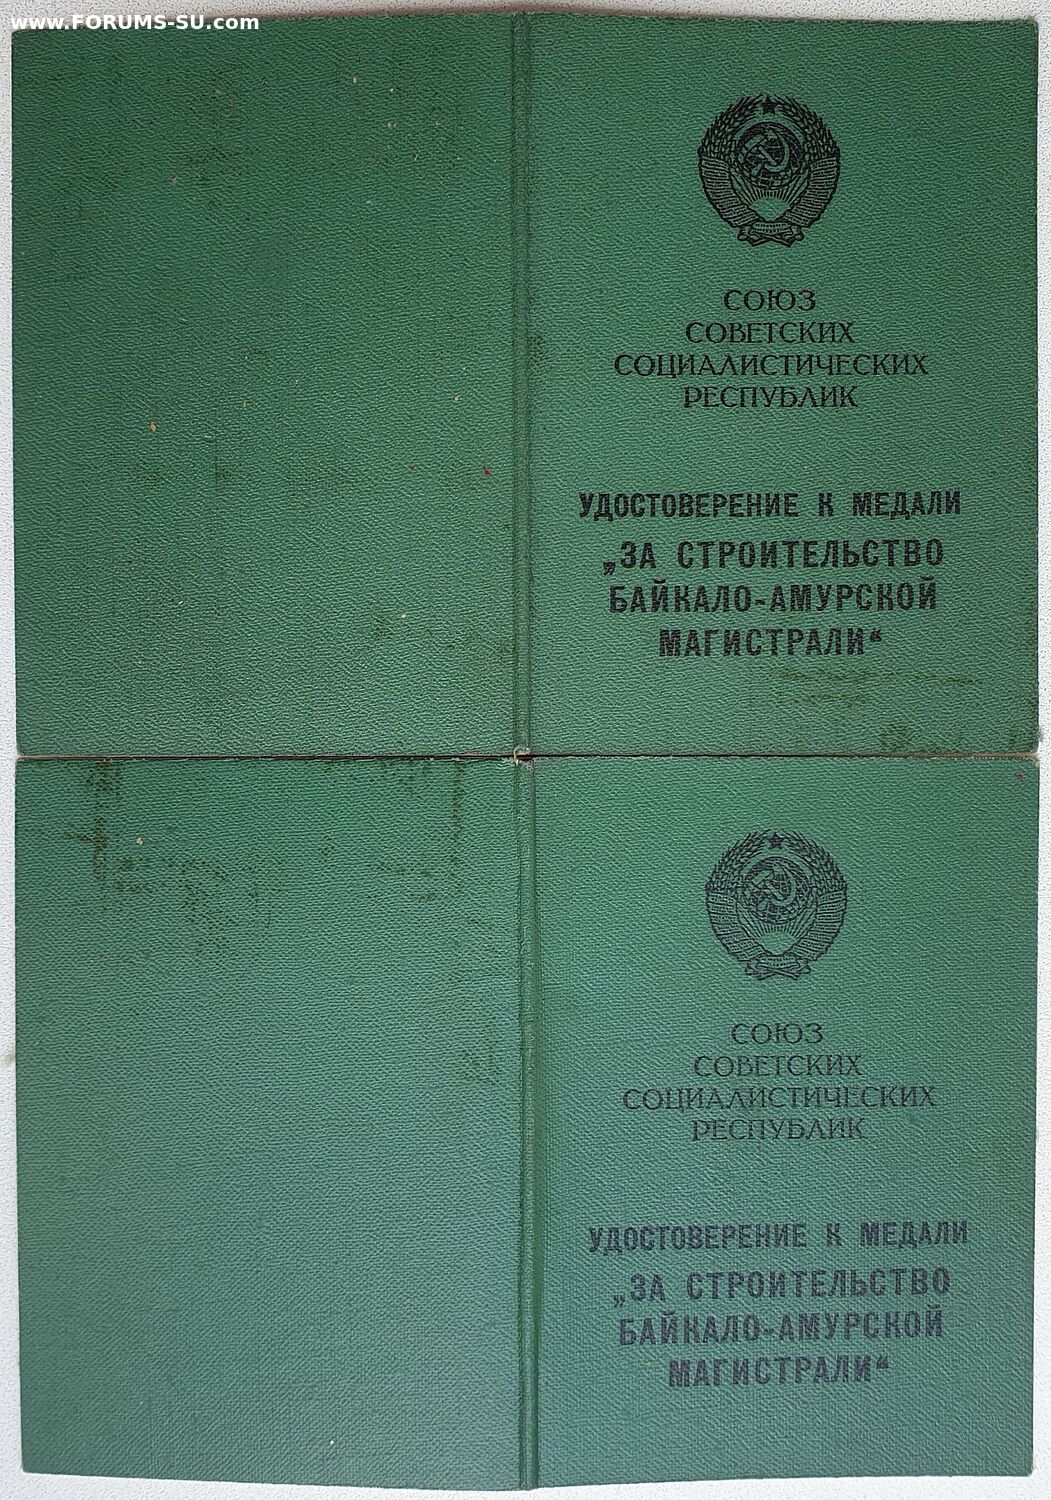 www.FORUMS-SU.com
СОЮЗ
СОВЕТСКИХ
СОЦИАЛИСТИЧЕСКИХ
РЕСПУБЛИК
УДОСТОВЕРЕНИЕ К МЕДАЛИ
„ЗА СТРОИТЕЛЬСТВО
БАЙКАЛО-АМУРСКОЙ
МАГИСТРАЛИ“
СОЮЗ
СОВЕТСКИХ
СОЦИАЛИСТИЧЕСКИХ
РЕСПУБЛИК
УДОСТОВЕРЕНИЕ К МЕДАЛИ
„ЗА СТРОИТЕЛЬСТВО
БАЙКАЛО-АМУРСКОЙ
МАГИСТРАЛИ“